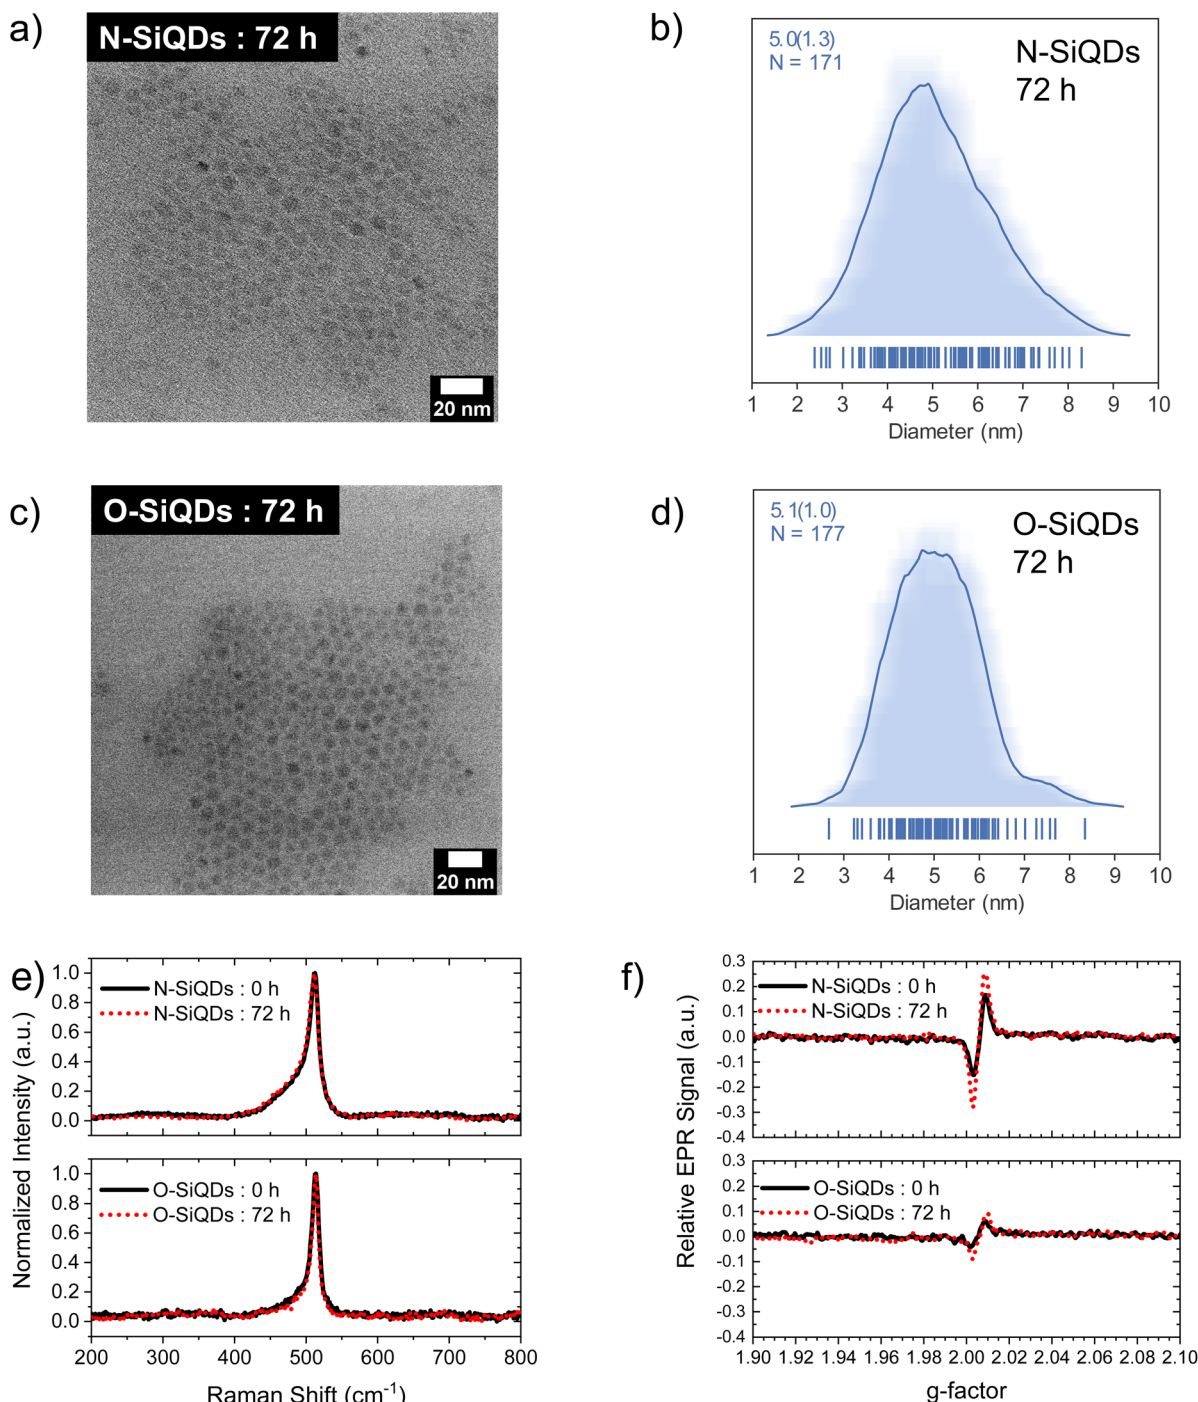 a)
N-SiQDs : 72 h
20 nm
b)
5.0(1.3)
N = 171
N-SiQDs
72 h
1 2 3 4 5 6 7 8 9 10
Diameter (nm)
c)
O-SiQDs : 72 h
20 nm
d)
5.1(1.0)
N = 177
O-SiQDs
72 h
1 2 3 4 5 6 7 8 9 10
Diameter (nm)
e)
Normalized Intensity (a.u.)
1.0
0.8
0.6
0.4
0.2
0.0
N-SiQDs : 0 h
N-SiQDs : 72 h
1.0
0.8
0.6
0.4
0.2
0.0
O-SiQDs : 0 h
O-SiQDs : 72 h
200 300 400 500 600 700 800
Raman Shift (cm⁻¹)
f)
Relative EPR Signal (a.u.)
0.3
0.2
0.1
0.0
-0.1
-0.2
-0.3
-0.4
N-SiQDs : 0 h
N-SiQDs : 72 h
0.3
0.2
0.1
0.0
-0.1
-0.2
-0.3
-0.4
O-SiQDs : 0 h
O-SiQDs : 72 h
1.90 1.92 1.94 1.96 1.98 2.00 2.02 2.04 2.06 2.08 2.10
g-factor